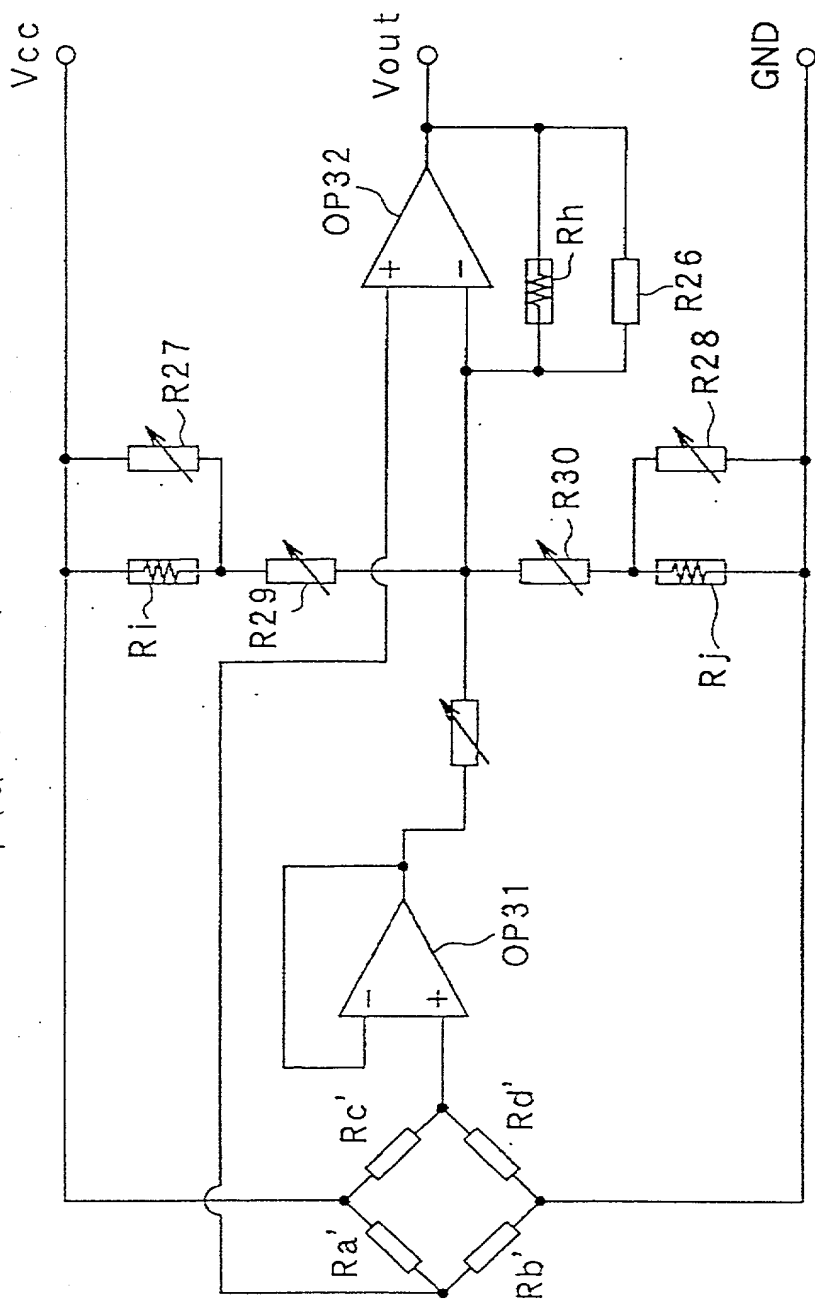 Vcc
Vout
GND
OP32
+
−
Rh
R26
R27
R28
Ri
R29
R30
Rj
OP31
−
+
Rc'
Rd'
Ra'
Rb'